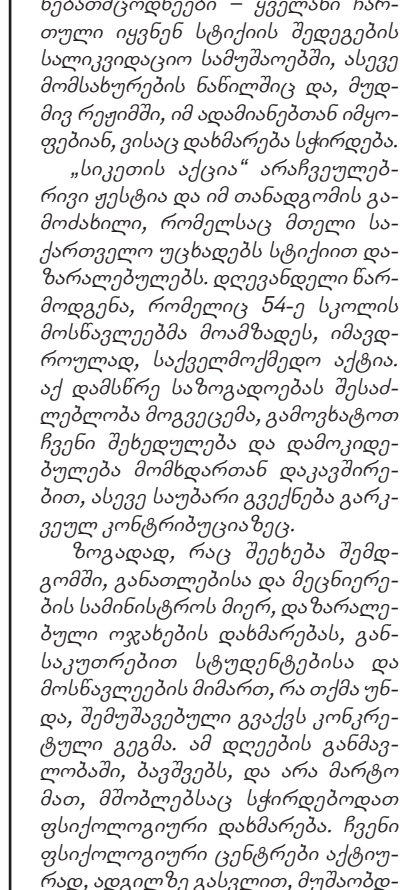 ნებათმცოდნეები – ყველანი ჩარ-
თული იყვნენ სტიქიის შედეგების
სალიკვიდაციო სამუშაოებში, ასევე
მომსახურების ნაწილშიც და, მუდ-
მივ რეჟიმში, იმ ადამიანებთან იმყო-
ფებიან, ვისაც დახმარება სჭირდება.
„სიკეთის აქცია“ არაჩვეულებ-
რივი ჟესტია და იმ თანადგომის გა-
მოძახილი, რომელსაც მთელი სა-
ქართველო უცხადებს სტიქიით და-
ზარალებულებს. დღევანდელი წარ-
მოდგენა, რომელიც 54-ე სკოლის
მოსწავლეებმა მოამზადეს, იმავდ-
როულად, საქველმოქმედო აქტია.
აქ დამსწრე საზოგადოებას შესაძ-
ლებლობა მოგვეცემა, გამოვხატოთ
ჩვენი შეხედულება და დამოკიდე-
ბულება მომხდართან დაკავშირე-
ბით, ასევე საუბარი გვექნება გარკ-
ვეულ კონტრიბუციაზეც.
ზოგადად, რაც შეეხება შემდ-
გომში, განათლებისა და მეცნიერე-
ბის სამინისტროს მიერ, დაზარალე-
ბული ოჯახების დახმარებას, გან-
საკუთრებით სტუდენტებისა და
მოსწავლეების მიმართ, რა თქმა უნ-
და, შემუშავებული გვაქვს კონკრე-
ტული გეგმა. ამ დღეების განმავ-
ლობაში, ბავშვებს, და არა მარტო
მათ, მშობლებსაც სჭირდებოდათ
ფსიქოლოგიური დახმარება. ჩვენი
ფსიქოლოგიური ცენტრები აქტიუ-
რად, ადგილზე გასვლით, მუშაობდ-